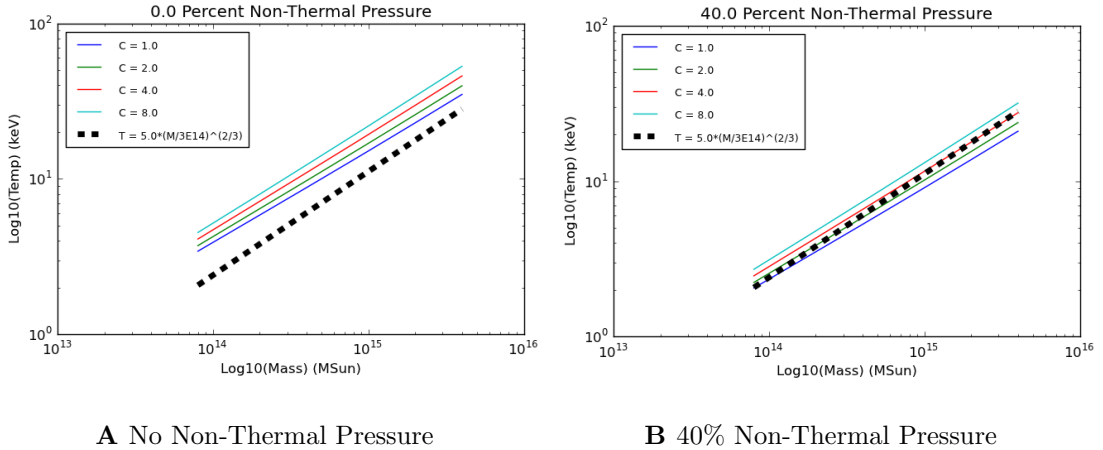 0.0 Percent Non-Thermal Pressure
10^2
10^1
10^0
Log10(Temp) (keV)
C = 1.0
C = 2.0
C = 4.0
C = 8.0
T = 5.0*(M/3E14)^(2/3)
10^13
10^14
10^15
10^16
Log10(Mass) (MSun)
A No Non-Thermal Pressure
40.0 Percent Non-Thermal Pressure
10^2
10^1
10^0
Log10(Temp) (keV)
C = 1.0
C = 2.0
C = 4.0
C = 8.0
T = 5.0*(M/3E14)^(2/3)
10^13
10^14
10^15
10^16
Log10(Mass) (MSun)
B 40% Non-Thermal Pressure